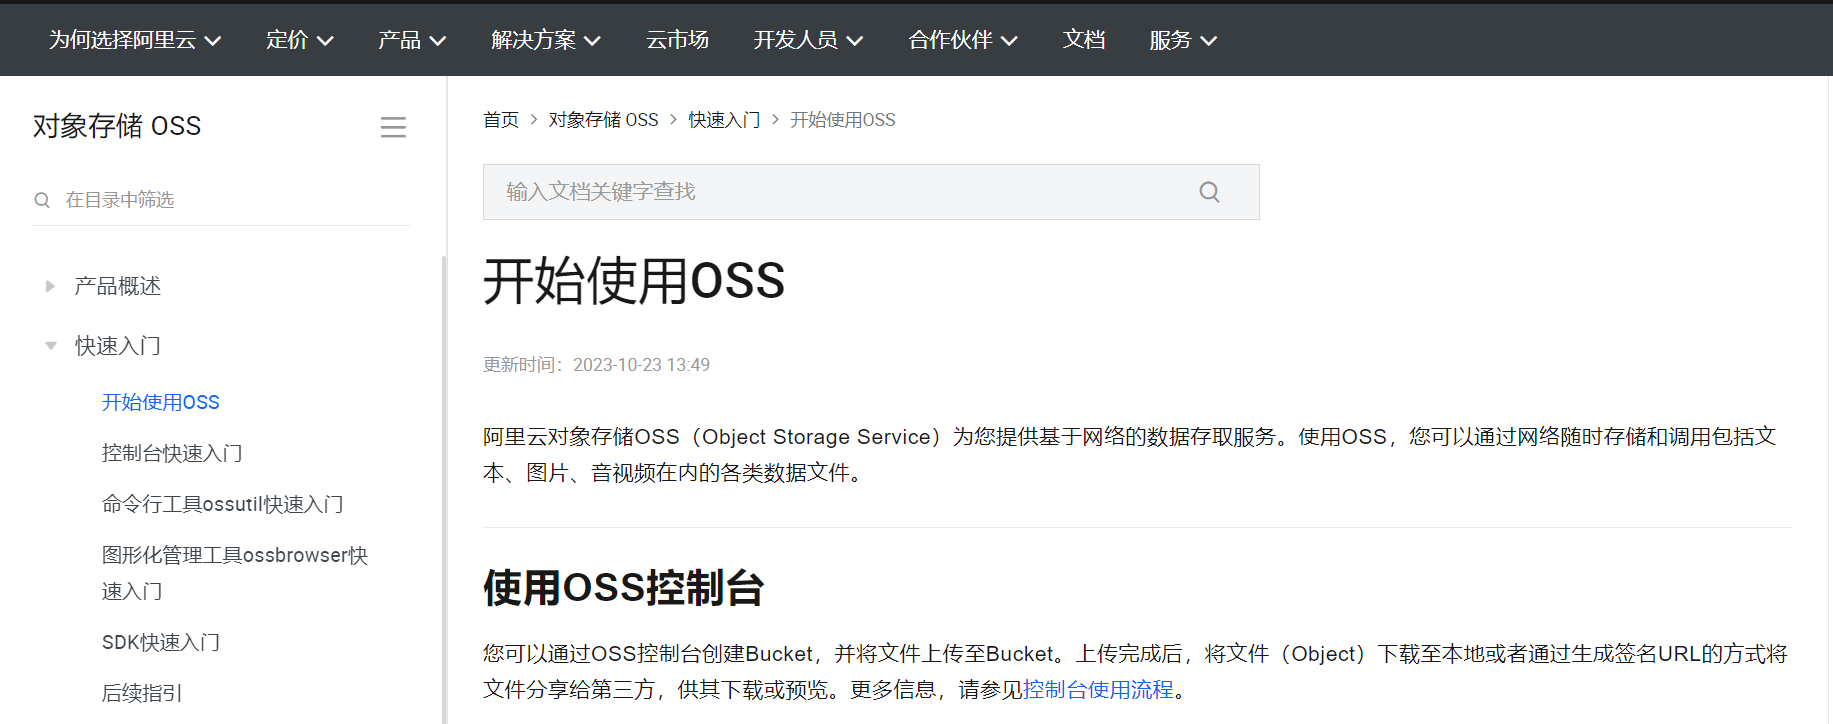 为何选择阿里云 定价 产品 解决方案 云市场 开发人员 合作伙伴 文档 服务
对象存储 OSS
在目录中筛选
产品概述
快速入门
开始使用OSS
控制台快速入门
命令行工具ossutil快速入门
图形化管理工具ossbrowser快
速入门
SDK快速入门
后续指引
首页 > 对象存储 OSS > 快速入门 > 开始使用OSS
输入文档关键字查找
开始使用OSS
更新时间：2023-10-23 13:49
阿里云对象存储OSS（Object Storage Service）为您提供基于网络的数据存取服务。使用OSS，您可以通过网络随时存储和调用包括文
本、图片、音视频在内的各类数据文件。
使用OSS控制台
您可以通过OSS控制台创建Bucket，并将文件上传至Bucket。上传完成后，将文件（Object）下载至本地或者通过生成签名URL的方式将
文件分享给第三方，供其下载或预览。更多信息，请参见控制台使用流程。